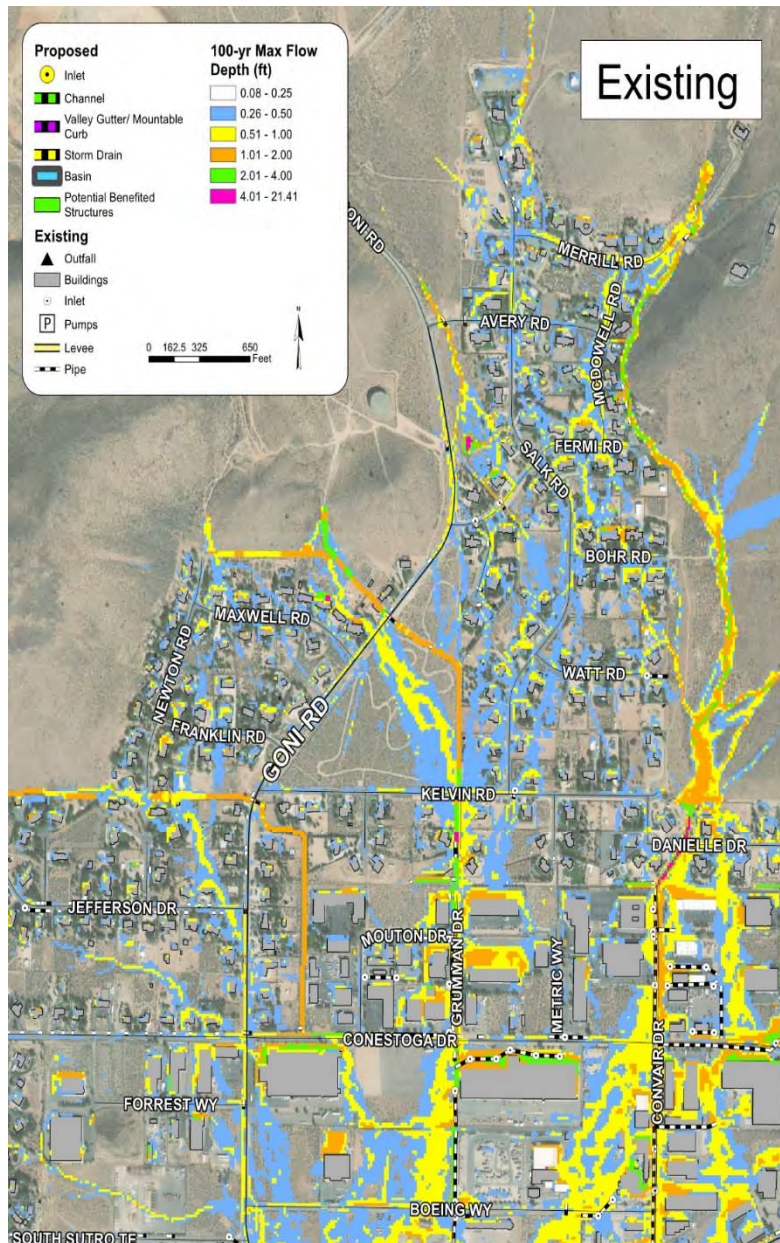 Existing
Proposed
Inlet
Channel
Valley Gutter/ Mountable
Curb
Storm Drain
Basin
Potential Benefited
Structures
Existing
Outfall
Buildings
Inlet
P Pumps
Levee
Pipe
100-yr Max Flow
Depth (ft)
0.08 - 0.25
0.26 - 0.50
0.51 - 1.00
1.01 - 2.00
2.01 - 4.00
4.01 - 21.41
N
0 162.5 325 650
Feet
RD
MERRILL RD
AVERY RD
MCDOWELL RD
FERMI RD
SALK RD
BOHR RD
MAXWELL RD
NEWTON RD
WATT RD
FRANKLIN RD
GONI RD
KELVIN RD
DANIELLE DR
JEFFERSON DR
MOUTON DR
GRUMMAN DR
METRIC WY
CONESTOGA DR
CONVAIR DR
FORREST WY
BOEING WY
SOUTH SUTRO TE